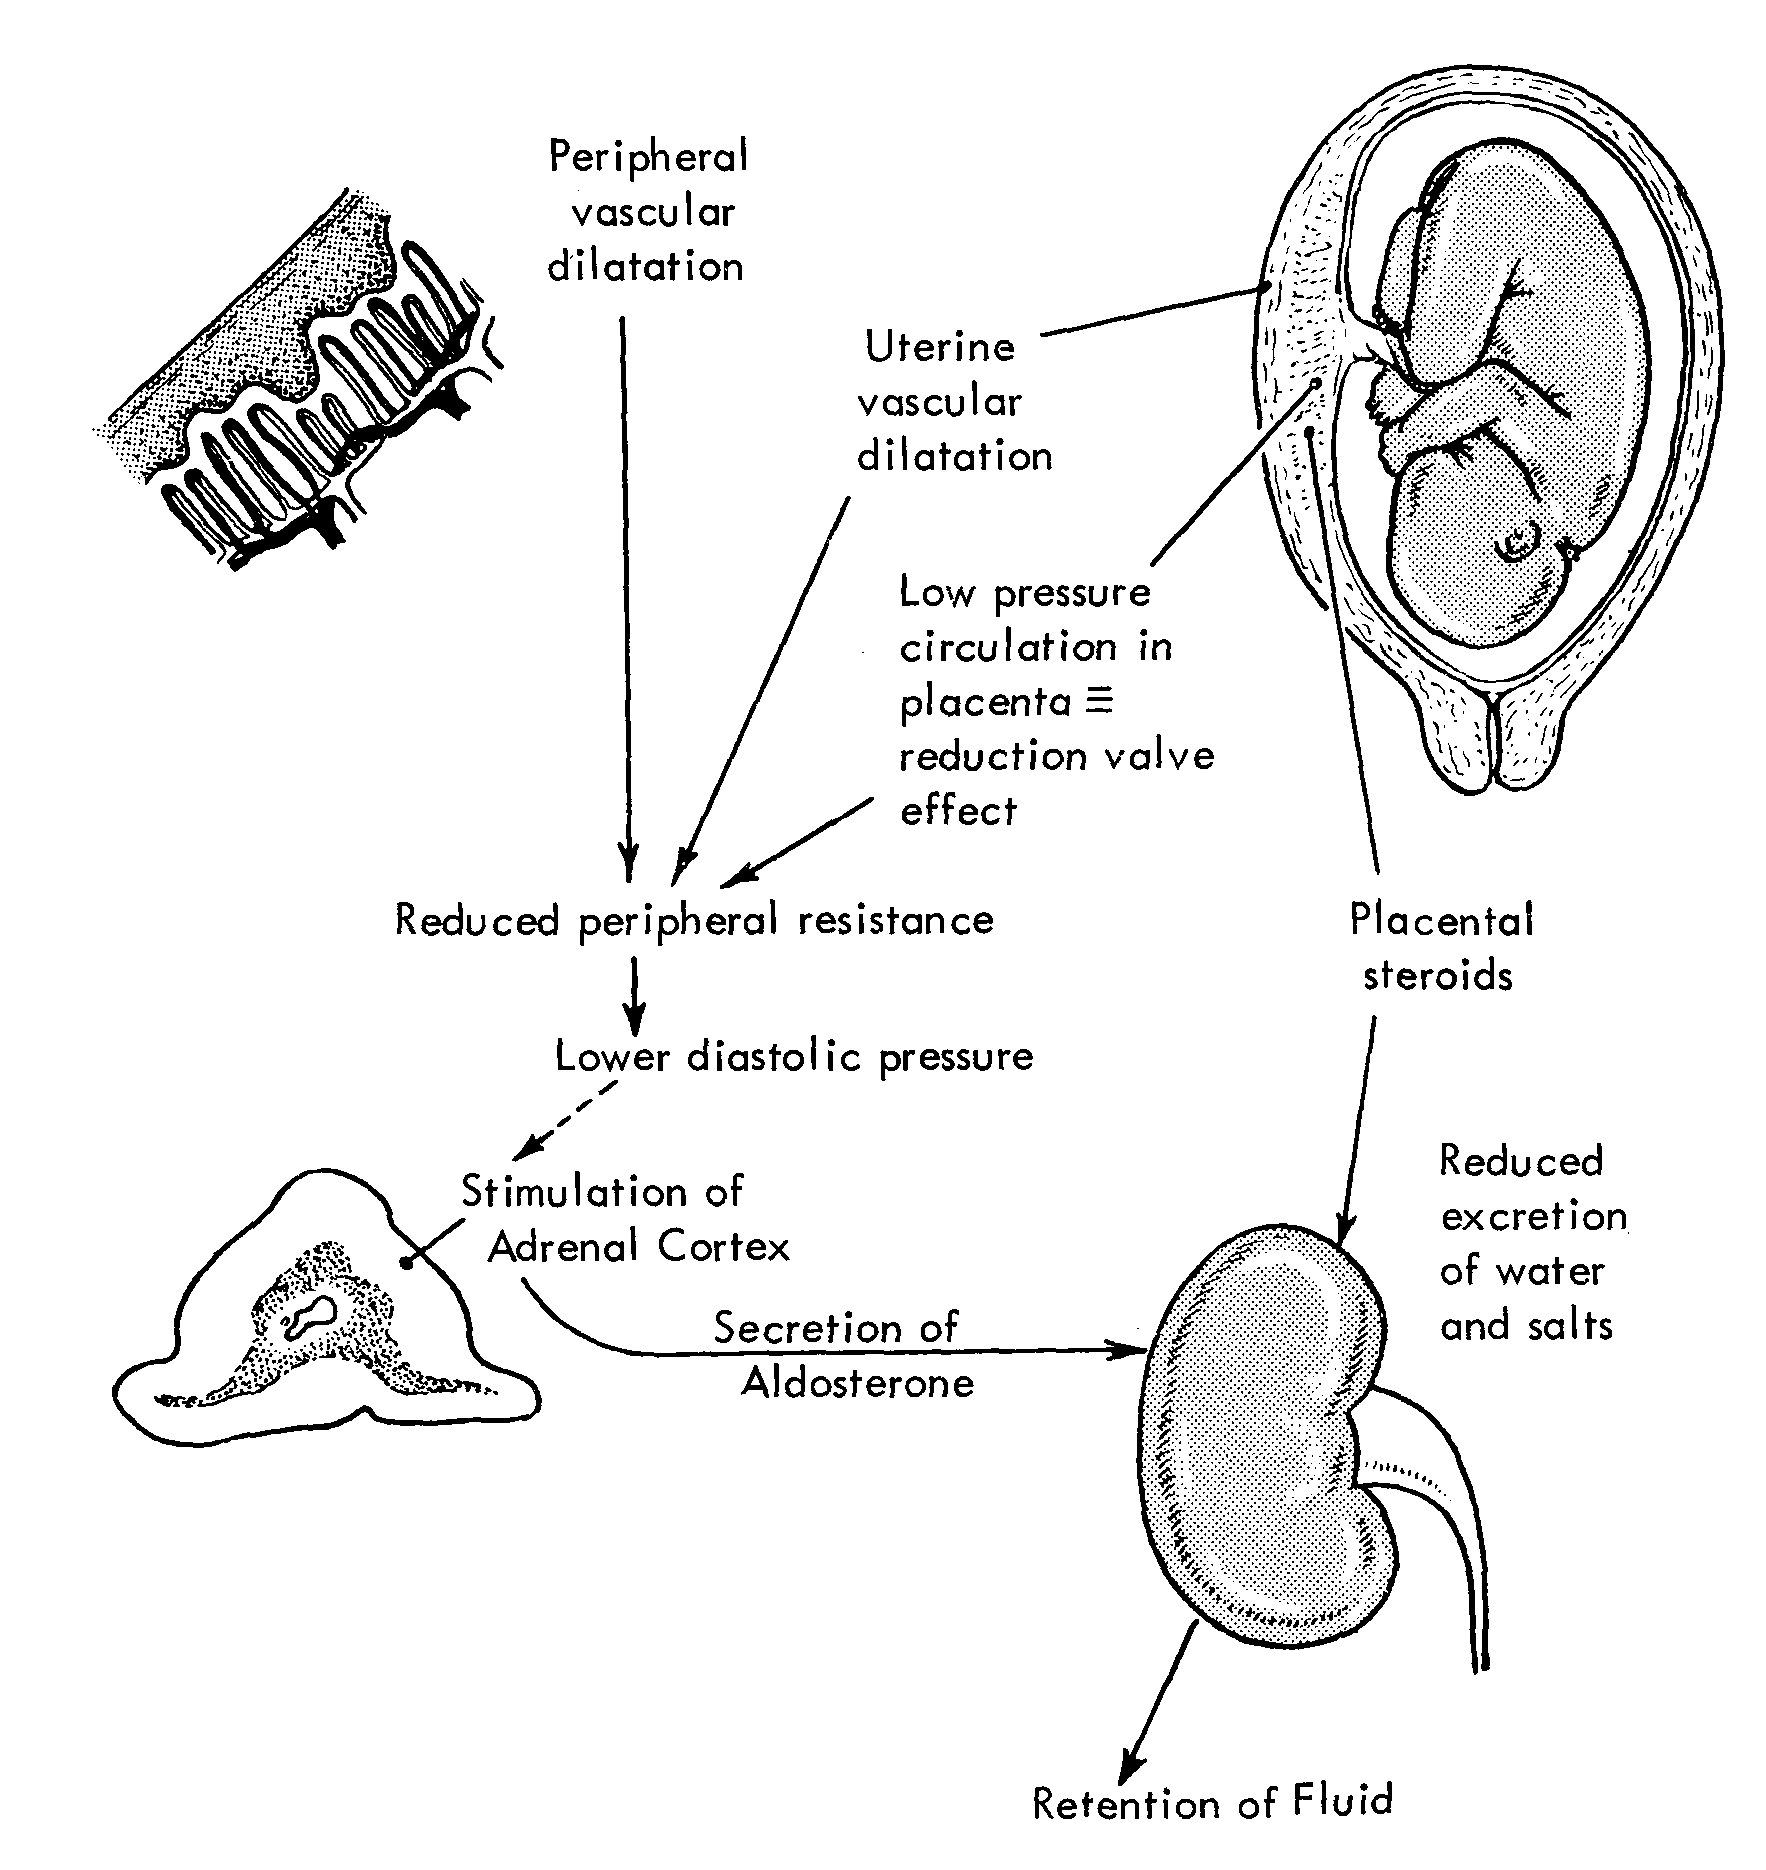 Peripheral
vascular
dilatation
Uterine
vascular
dilatation
Low pressure
circulation in
placenta ≡
reduction valve
effect
Reduced peripheral resistance
Placental
steroids
Lower diastolic pressure
Stimulation of
Adrenal Cortex
Reduced
excretion
of water
and salts
Secretion of
Aldosterone
Retention of Fluid